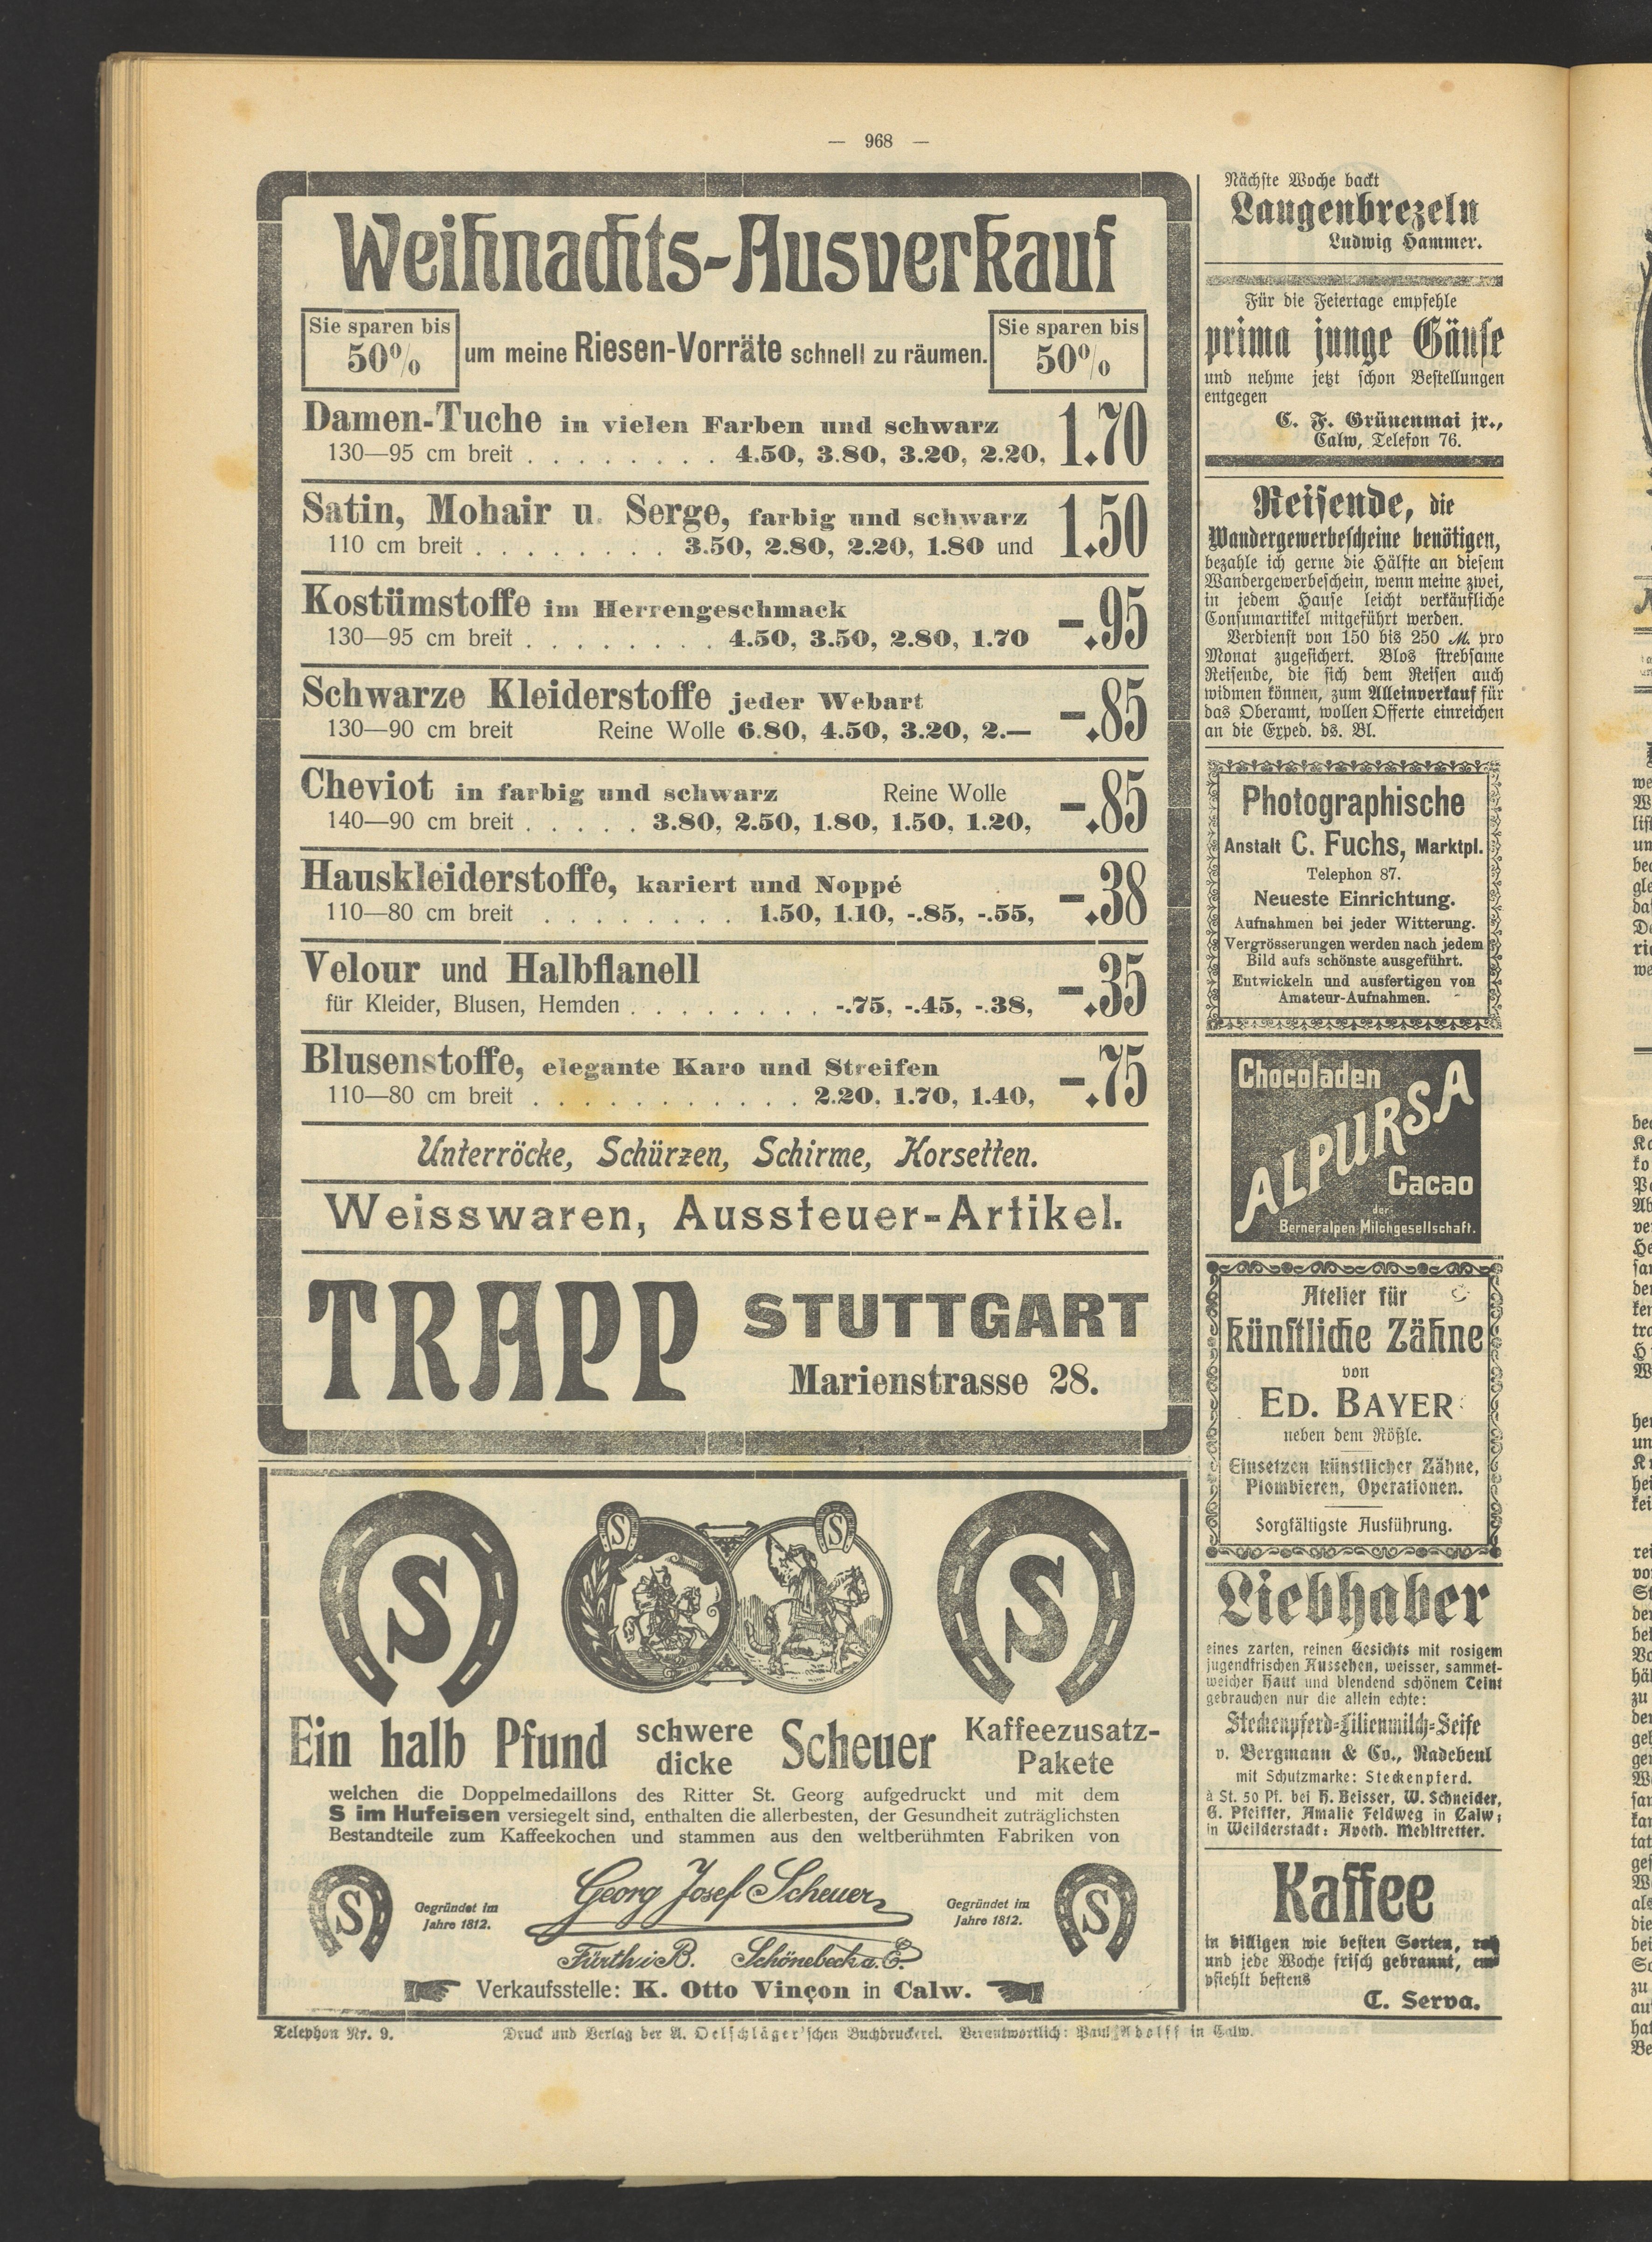 — 968 —
Weihnachts-Ausverkauf
Sie sparen bis
50%
um meine Riesen-Vorräte schnell zu räumen.
Sie sparen bis
50%
Damen-Tuche in vielen Farben und schwarz
130—95 cm breit . . . . . . . . 4.50, 3.80, 3.20, 2.20, 1.70
Satin, Mohair u. Serge, farbig und schwarz
110 cm breit . . . . . . . . 3.50, 2.80, 2.20, 1.80 und 1.50
Kostümstoffe im Herrengeschmack
130—95 cm breit . . . . . . . . 4.50, 3.50, 2.80, 1.70 -.95
Schwarze Kleiderstoffe jeder Webart
130—90 cm breit Reine Wolle 6.80, 4.50, 3.20, 2.— -.85
Cheviot in farbig und schwarz Reine Wolle
140—90 cm breit . . . . . 3.80, 2.50, 1.80, 1.50, 1.20, -.85
Hauskleiderstoffe, kariert und Noppé
110—80 cm breit . . . . . . . . 1.50, 1.10, -.85, -.55, -.38
Velour und Halbflanell
für Kleider, Blusen, Hemden . . . . . . . . -.75, -.45, -.38, -.35
Blusenstoffe, elegante Karo und Streifen
110—80 cm breit . . . . . . . . . . . 2.20, 1.70, 1.40, -.75
Unterröcke, Schürzen, Schirme, Korsetten.
Weisswaren, Aussteuer-Artikel.
TRAPP STUTTGART
Marienstrasse 28.
S
S
S
S
Ein halb Pfund schwere dicke Scheuer Kaffeezusatz-Pakete
welchen die Doppelmedaillons des Ritter St. Georg aufgedruckt und mit dem
S im Hufeisen versiegelt sind, enthalten die allerbesten, der Gesundheit zuträglichsten
Bestandteile zum Kaffeekochen und stammen aus den weltberühmten Fabriken von
S
Gegründet im
Jahre 1812.
Georg Josef Scheuer
Fürth i B. Schönebeck a. E.
Gegründet im
Jahre 1812.
S
Verkaufsstelle: K. Otto Vinçon in Calw.
Nächste Woche backt
Laugenbrezeln
Ludwig Hammer.
Für die Feiertage empfehle
prima junge Gänse
und nehme jetzt schon Bestellungen
entgegen
C. F. Grünenmai jr.,
Calw, Telefon 76.
Reisende, die
Wandergewerbescheine benötigen,
bezahle ich gerne die Hälfte an diesem
Wandergewerbeschein, wenn meine zwei,
in jedem Hause leicht verkäufliche
Consumartikel mitgeführt werden.
Verdienst von 150 bis 250 M. pro
Monat zugesichert. Blos strebsame
Reisende, die sich dem Reisen auch
widmen können, zum Alleinverkauf für
das Oberamt, wollen Offerte einreichen
an die Exped. ds. Bl.
Photographische
Anstalt C. Fuchs, Marktpl.
Telephon 87.
Neueste Einrichtung.
Aufnahmen bei jeder Witterung.
Vergrösserungen werden nach jedem
Bild aufs schönste ausgeführt.
Entwickeln und ausfertigen von
Amateur-Aufnahmen.
Chocoladen
ALPURSA
Cacao
der
Berneralpen Milchgesellschaft.
Atelier für
künstliche Zähne
von
ED. BAYER
neben dem Rößle.
Einsetzen künstlicher Zähne,
Plombieren, Operationen.
Sorgfältigste Ausführung.
Liebhaber
eines zarten, reinen Gesichts mit rosigem
jugendfrischen Aussehen, weisser, sammet-
weicher Haut und blendend schönem Teint
gebrauchen nur die allein echte:
Steckenpferd-Lilienmilch-Seife
v. Bergmann & Co., Radebeul
mit Schutzmarke: Steckenpferd.
à St. 50 Pf. bei H. Beisser, W. Schneider,
G. Pfeiffer, Amalie Feldweg in Calw;
in Weilderstadt: Apoth. Mehltretter.
Kaffee
in billigen wie besten Sorten, roh
und jede Woche frisch gebrannt, em
pfiehlt bestens
C. Serva.
Telephon Nr. 9. Druck und Verlag der A. Oelschläger'schen Buchdruckerei. Verantwortlich: Paul Adolff in Calw.